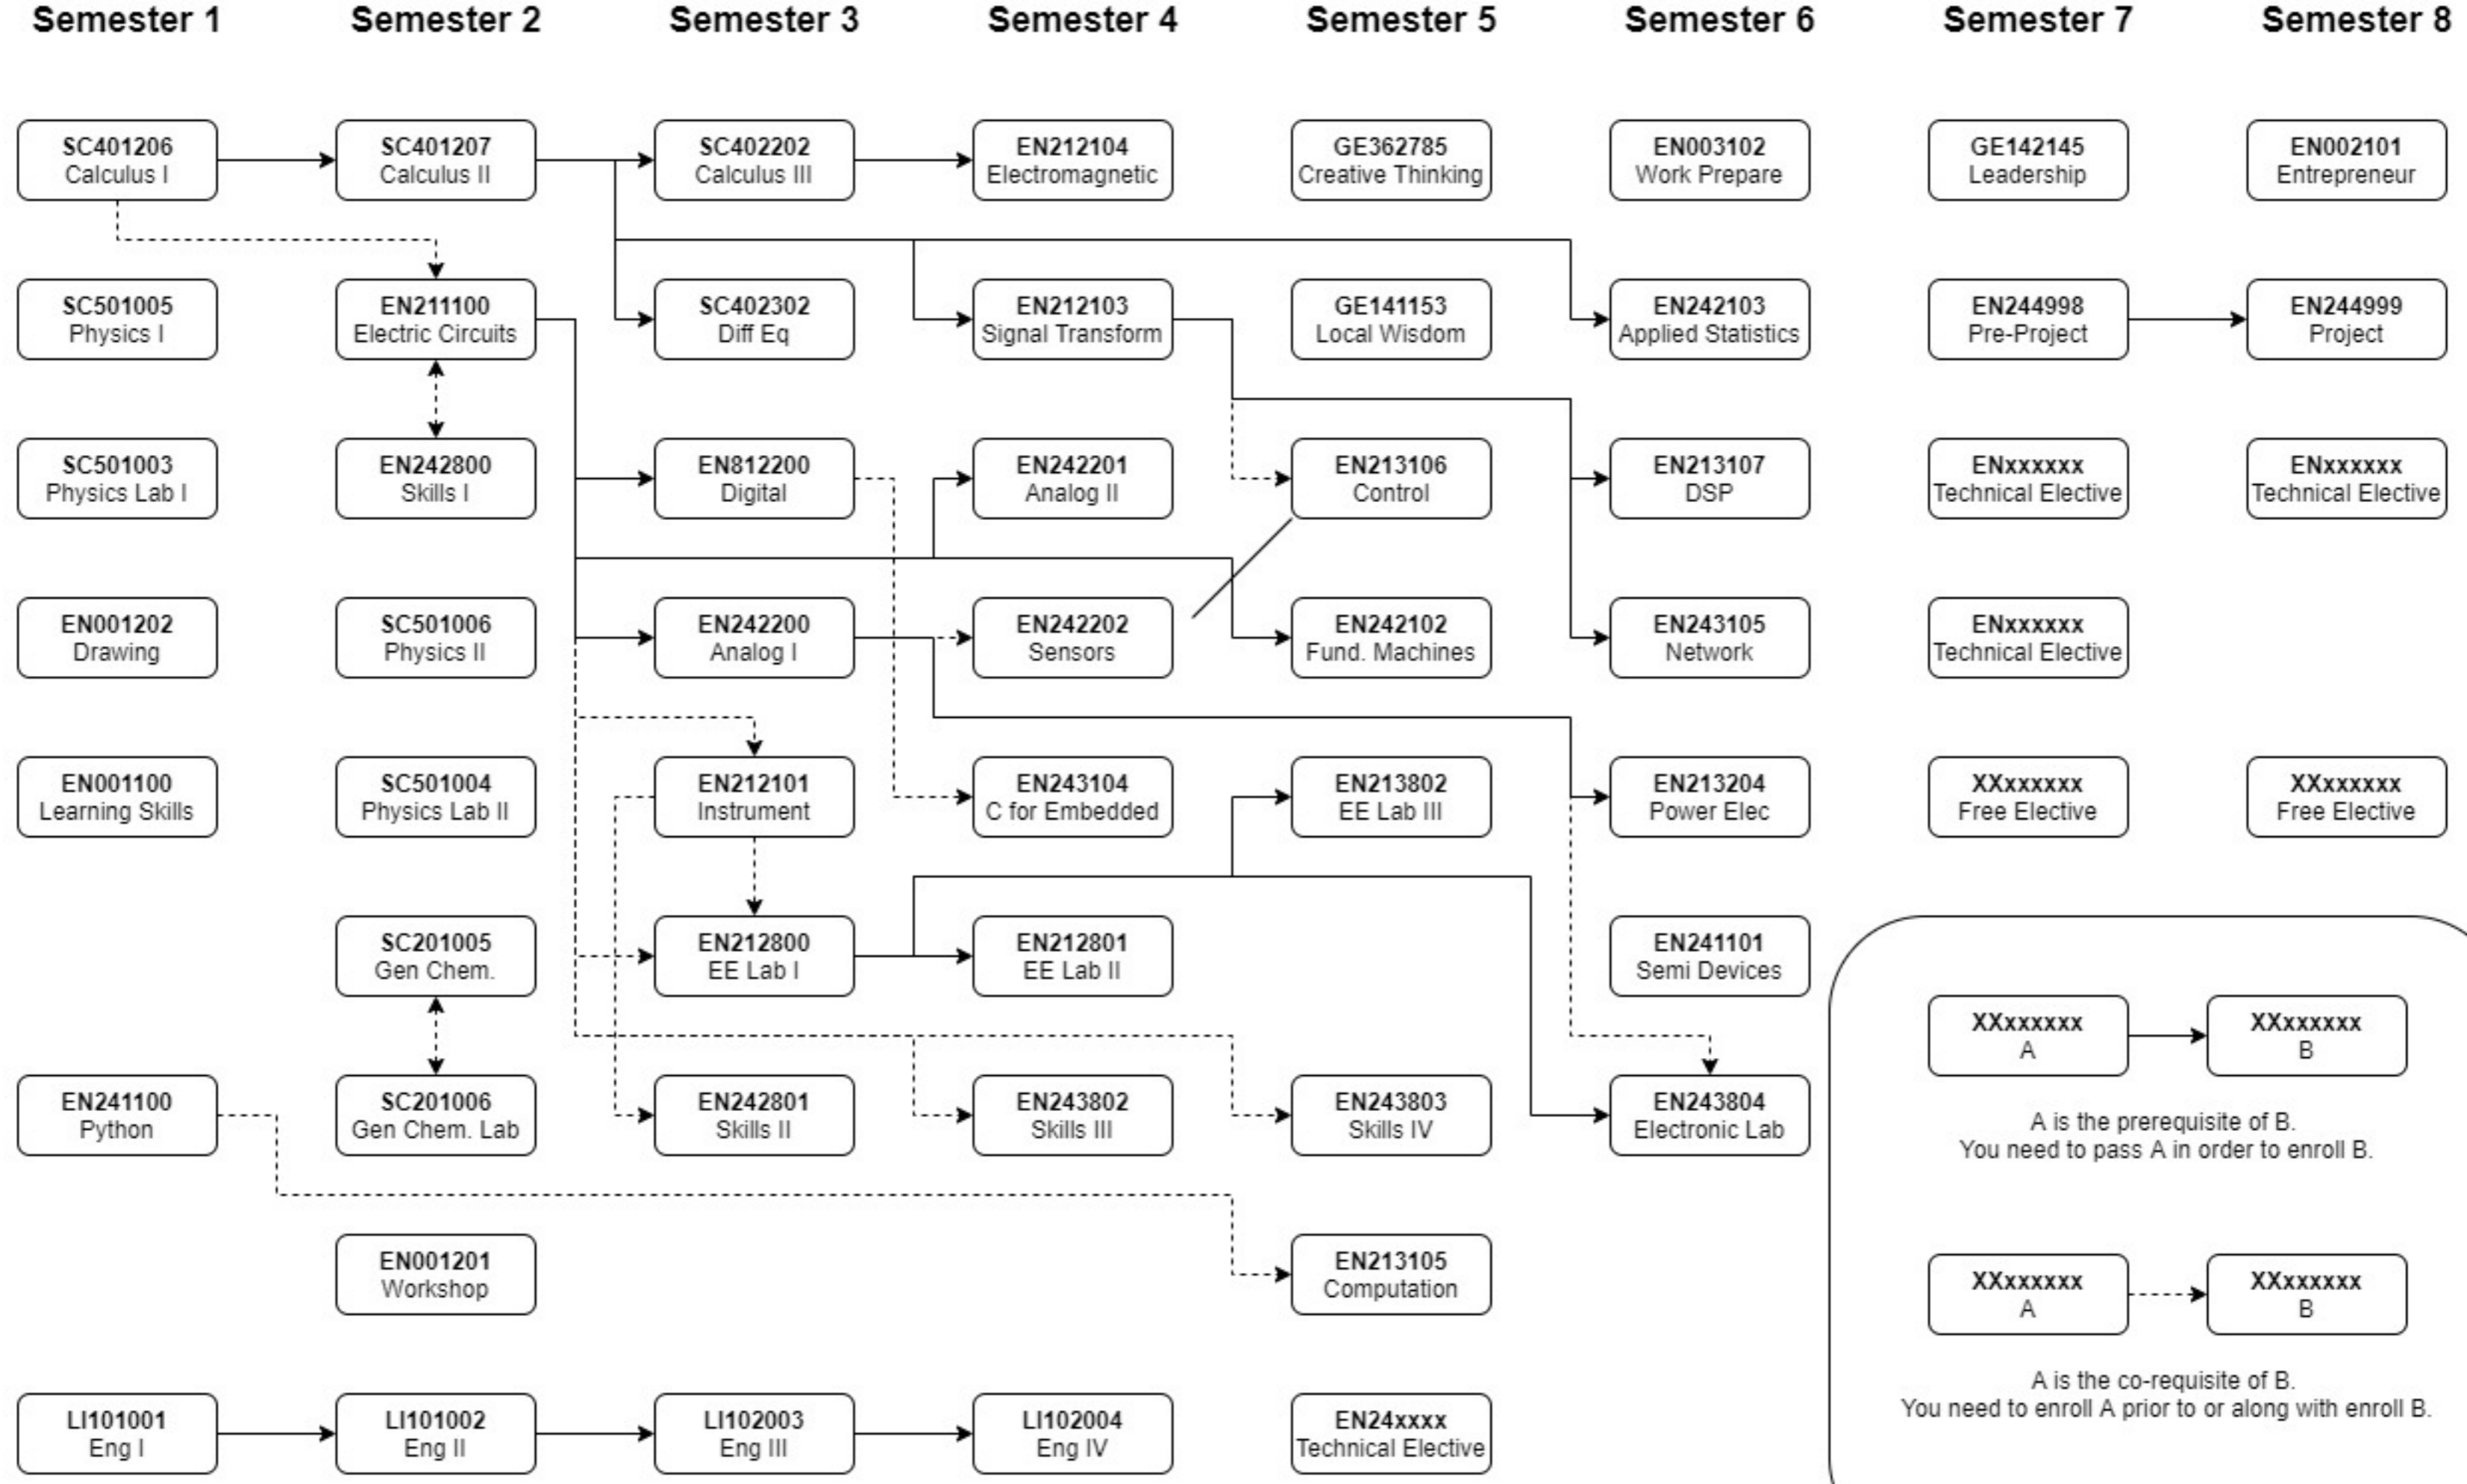 Semester 1
Semester 2
Semester 3
Semester 4
Semester 5
Semester 6
Semester 7
Semester 8
SC401206
Calculus I
SC401207
Calculus II
SC402202
Calculus III
EN212104
Electromagnetic
GE362785
Creative Thinking
EN003102
Work Prepare
GE142145
Leadership
EN002101
Entrepreneur
SC501005
Physics I
EN211100
Electric Circuits
SC402302
Diff Eq
EN212103
Signal Transform
GE141153
Local Wisdom
EN242103
Applied Statistics
EN244998
Pre-Project
EN244999
Project
SC501003
Physics Lab I
EN242800
Skills I
EN812200
Digital
EN242201
Analog II
EN213106
Control
EN213107
DSP
ENxxxxxx
Technical Elective
ENxxxxxx
Technical Elective
EN001202
Drawing
SC501006
Physics II
EN242200
Analog I
EN242202
Sensors
EN242102
Fund. Machines
EN243105
Network
ENxxxxxx
Technical Elective
EN001100
Learning Skills
SC501004
Physics Lab II
EN212101
Instrument
EN243104
C for Embedded
EN213802
EE Lab III
EN213204
Power Elec
XXxxxxxx
Free Elective
XXxxxxxx
Free Elective
SC201005
Gen Chem.
EN212800
EE Lab I
EN212801
EE Lab II
EN241101
Semi Devices
EN241100
Python
SC201006
Gen Chem. Lab
EN242801
Skills II
EN243802
Skills III
EN243803
Skills IV
EN243804
Electronic Lab
EN001201
Workshop
EN213105
Computation
LI101001
Eng I
LI101002
Eng II
LI102003
Eng III
LI102004
Eng IV
EN24xxxx
Technical Elective
XXxxxxxx
A
XXxxxxxx
B
A is the prerequisite of B.
You need to pass A in order to enroll B.
XXxxxxxx
A
XXxxxxxx
B
A is the co-requisite of B.
You need to enroll A prior to or along with enroll B.